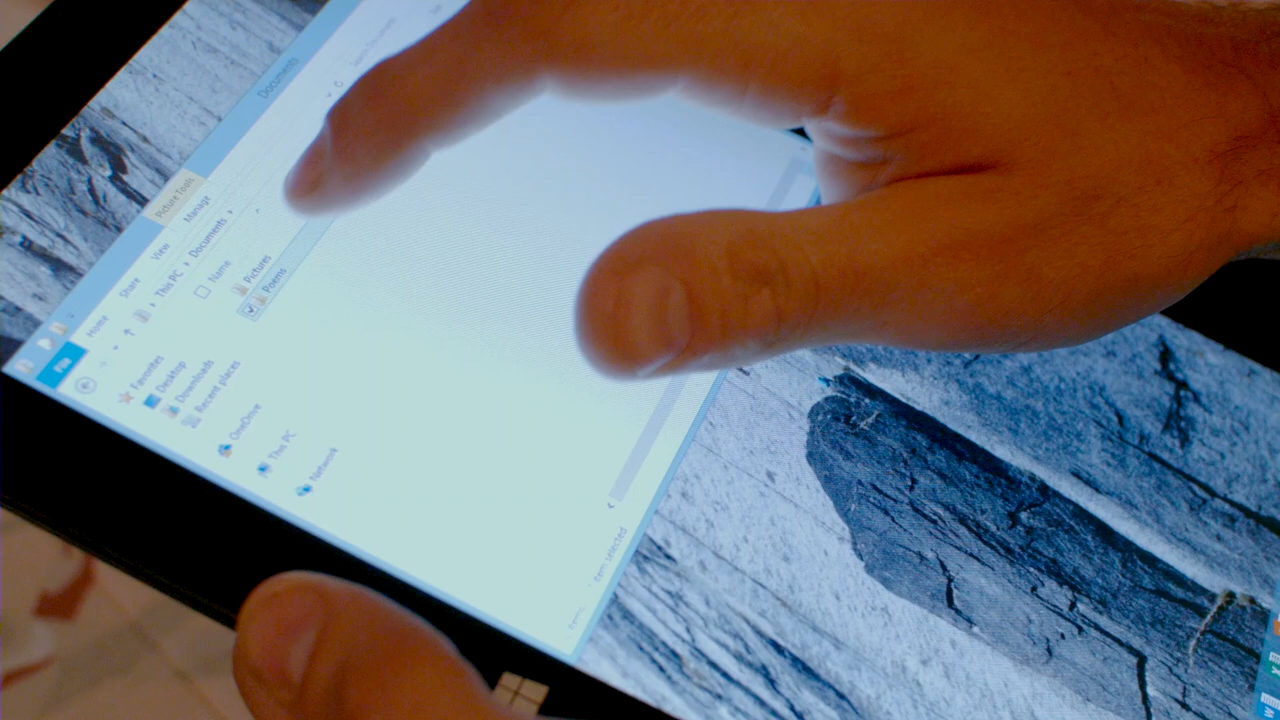 Documents
Picture Tools
File Home Share View Manage
This PC Documents
Name
Pictures
Poems
Favorites
Desktop
Downloads
Recent places
OneDrive
This PC
Network
item selected